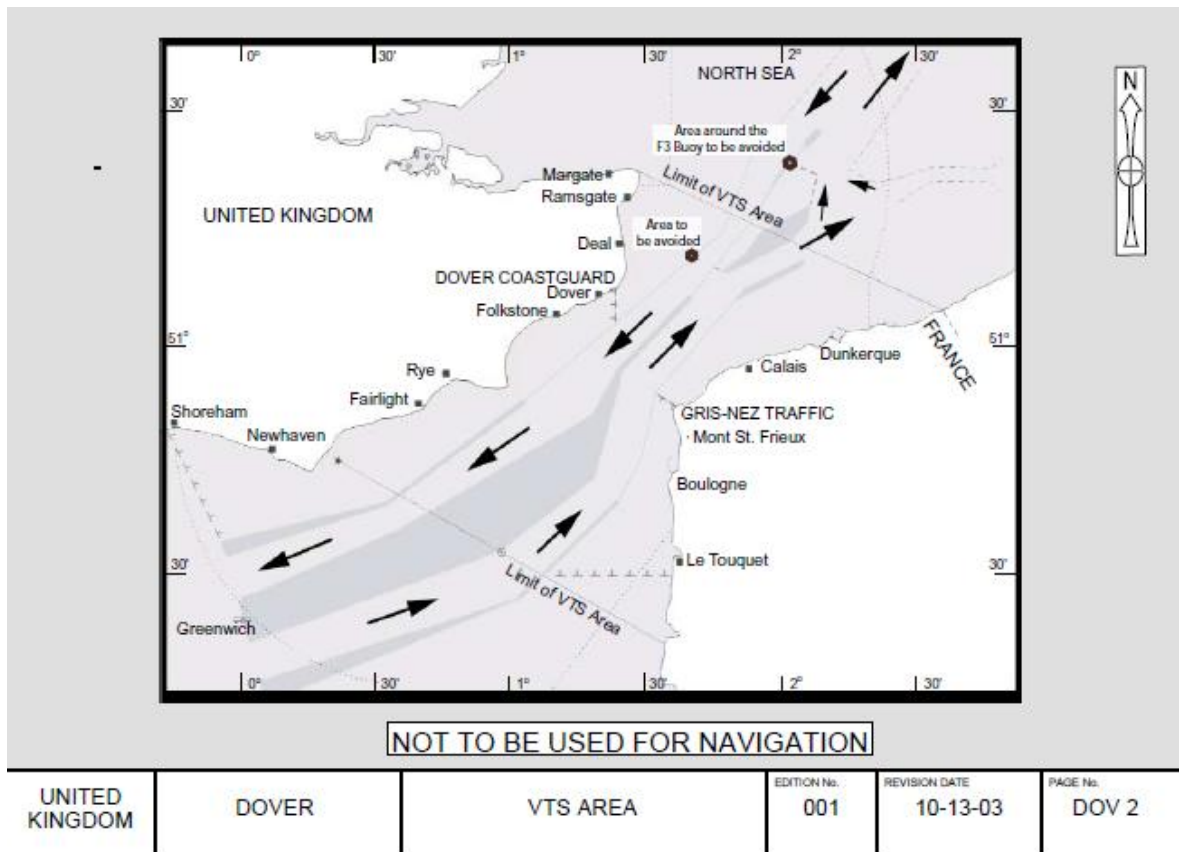 0°
30'
1°
30'
2°
30'
NORTH SEA
N
30'
30'
Area around the
F3 Buoy to be avoided
Margate
Limit of VTS Area
Ramsgate
UNITED KINGDOM
Area to
be avoided
Deal
DOVER COASTGUARD
Dover
Folkstone
51°
51°
FRANCE
Dunkerque
Calais
Rye
Fairlight
Shoreham
GRIS-NEZ TRAFFIC
Newhaven
Mont St. Frieux
Boulogne
30'
Le Touquet
30'
Limit of VTS Area
Greenwich
0°
30'
1°
30'
2°
30'
NOT TO BE USED FOR NAVIGATION
UNITED
KINGDOM
DOVER
VTS AREA
EDITION No.
001
REVISION DATE
10-13-03
PAGE No.
DOV 2